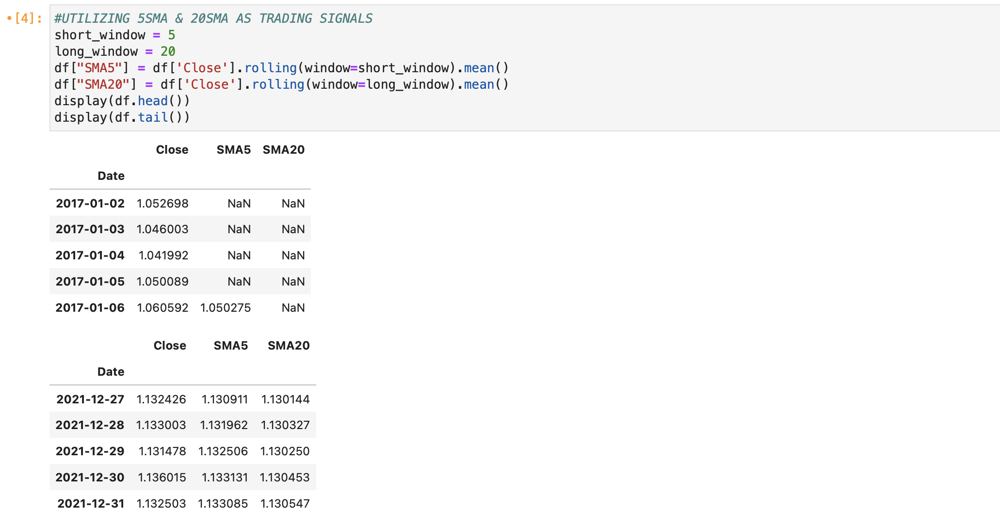 •[4]:
#UTILIZING 5SMA & 20SMA AS TRADING SIGNALS
short_window = 5
long_window = 20
df["SMA5"] = df['Close'].rolling(window=short_window).mean()
df["SMA20"] = df['Close'].rolling(window=long_window).mean()
display(df.head())
display(df.tail())
Close SMA5 SMA20
Date
2017-01-02 1.052698 NaN NaN
2017-01-03 1.046003 NaN NaN
2017-01-04 1.041992 NaN NaN
2017-01-05 1.050089 NaN NaN
2017-01-06 1.060592 1.050275 NaN
Close SMA5 SMA20
Date
2021-12-27 1.132426 1.130911 1.130144
2021-12-28 1.133003 1.131962 1.130327
2021-12-29 1.131478 1.132506 1.130250
2021-12-30 1.136015 1.133131 1.130453
2021-12-31 1.132503 1.133085 1.130547